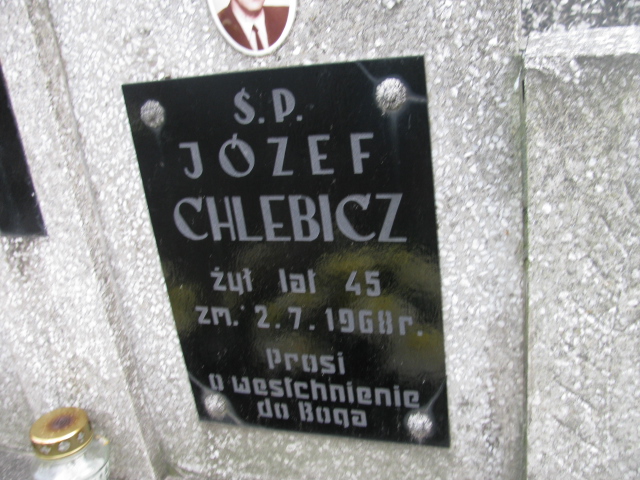 Ś.P.
JÓZEF
CHLEBICZ
żył lat 45
zm. 2.7.1968r.
Prosi
o westchnienie
do Boga